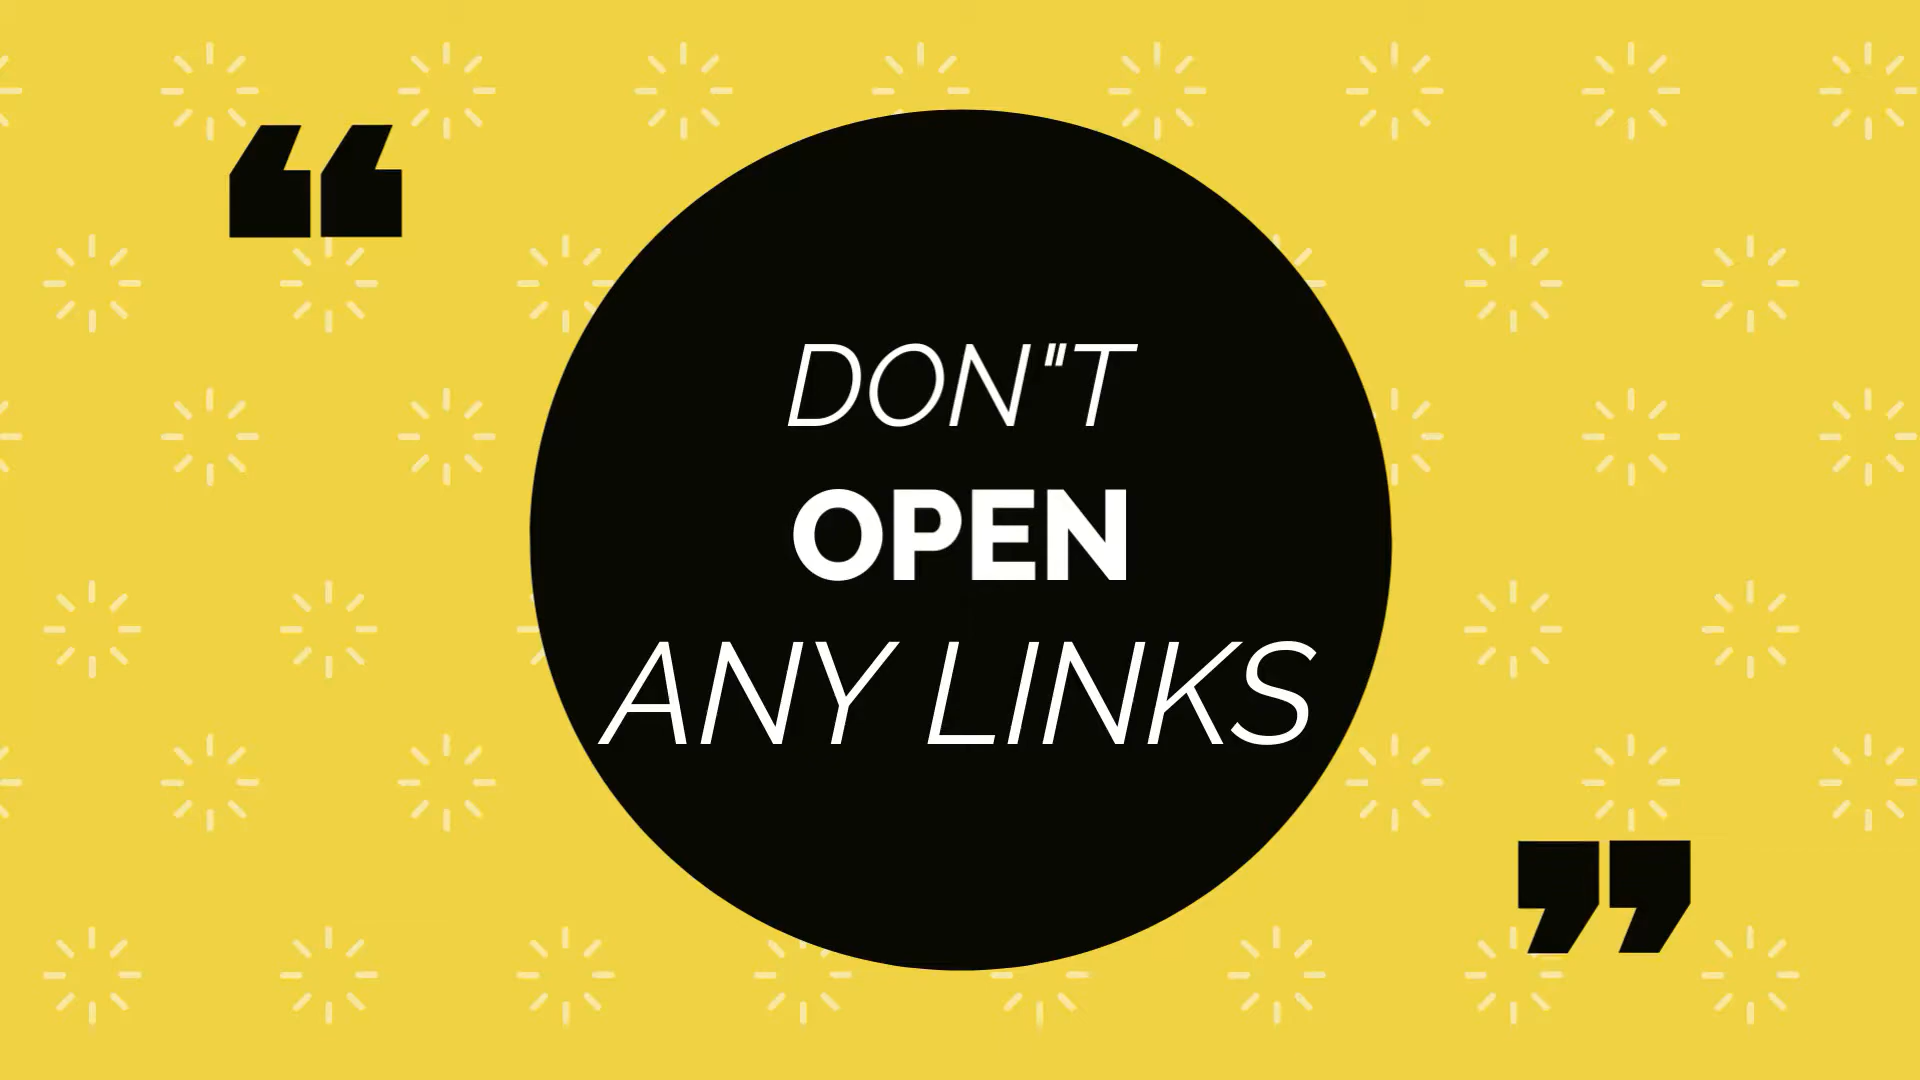 “
DON"T
OPEN
ANY LINKS
”